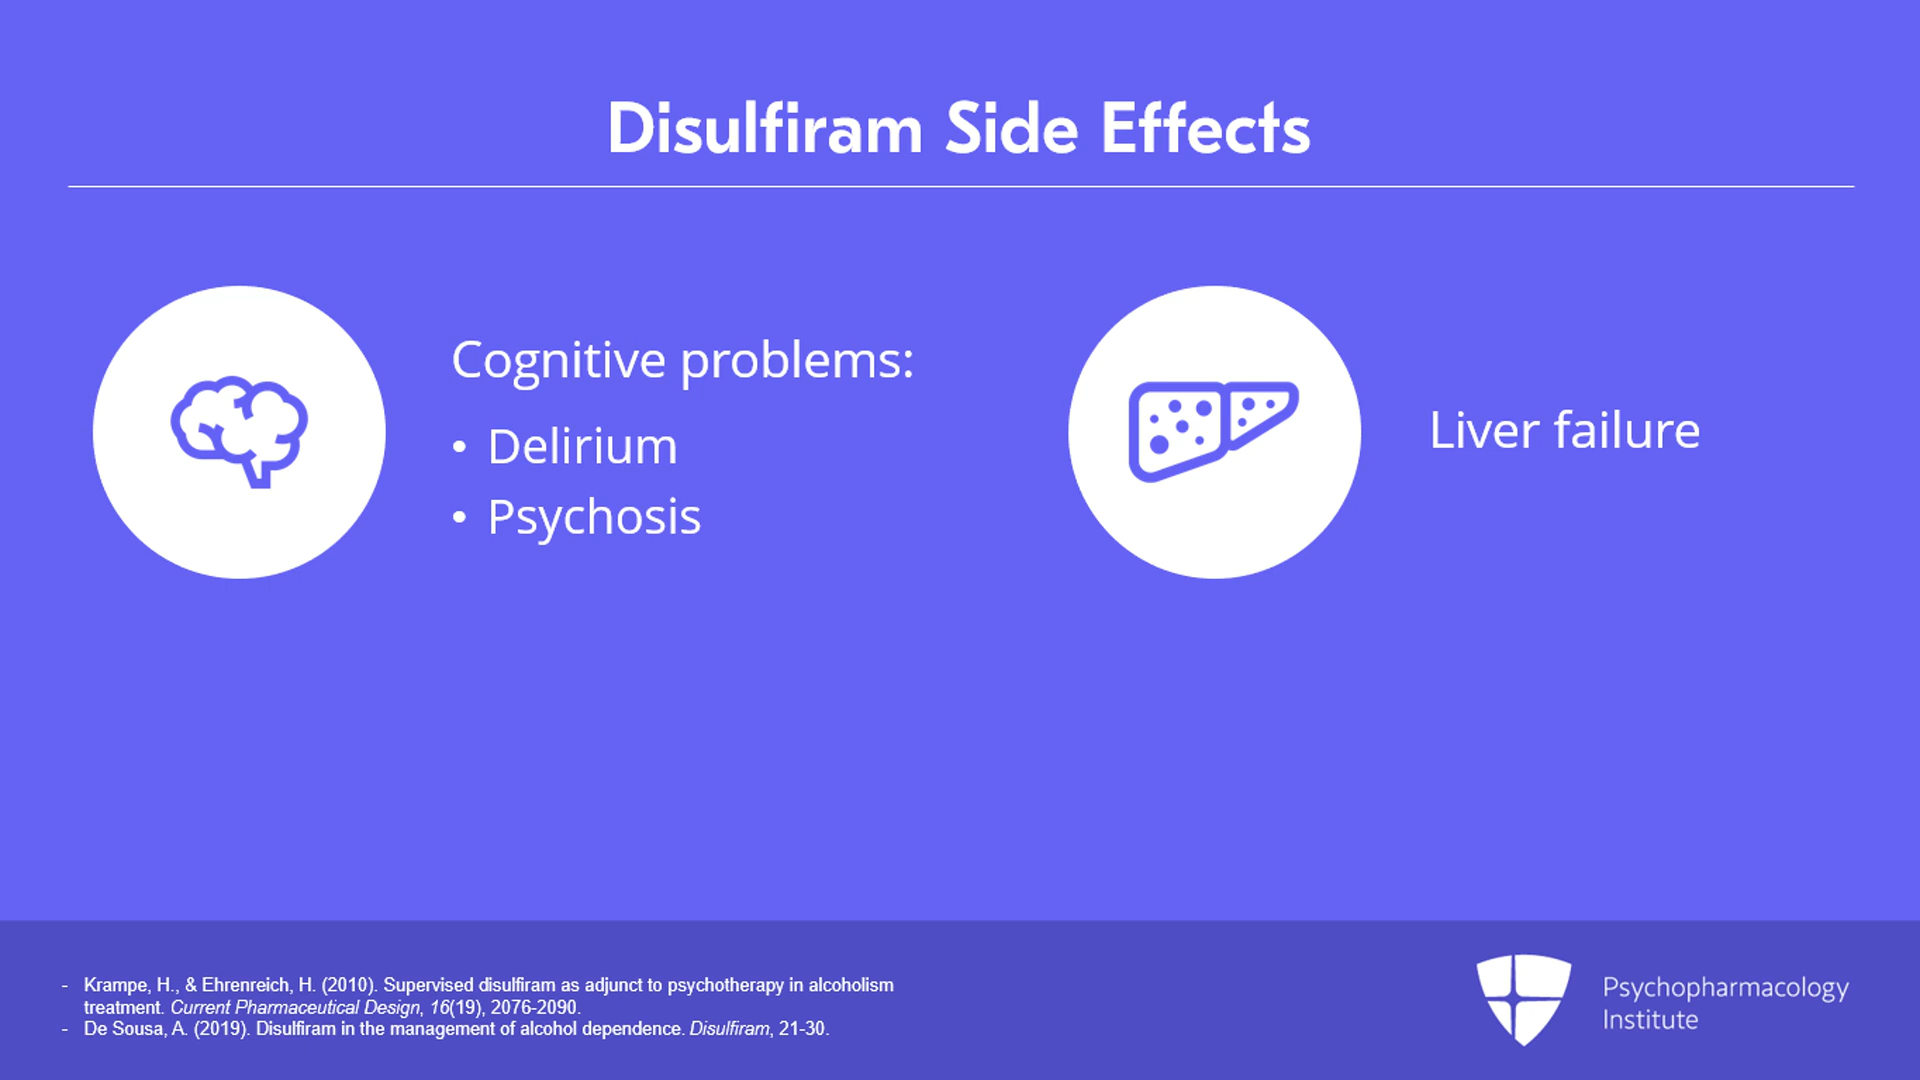 Disulfiram Side Effects
Cognitive problems:
• Delirium
• Psychosis
Liver failure
- Krampe, H., & Ehrenreich, H. (2010). Supervised disulfiram as adjunct to psychotherapy in alcoholism
treatment. Current Pharmaceutical Design, 16(19), 2076-2090.
- De Sousa, A. (2019). Disulfiram in the management of alcohol dependence. Disulfiram, 21-30.
Psychopharmacology
Institute